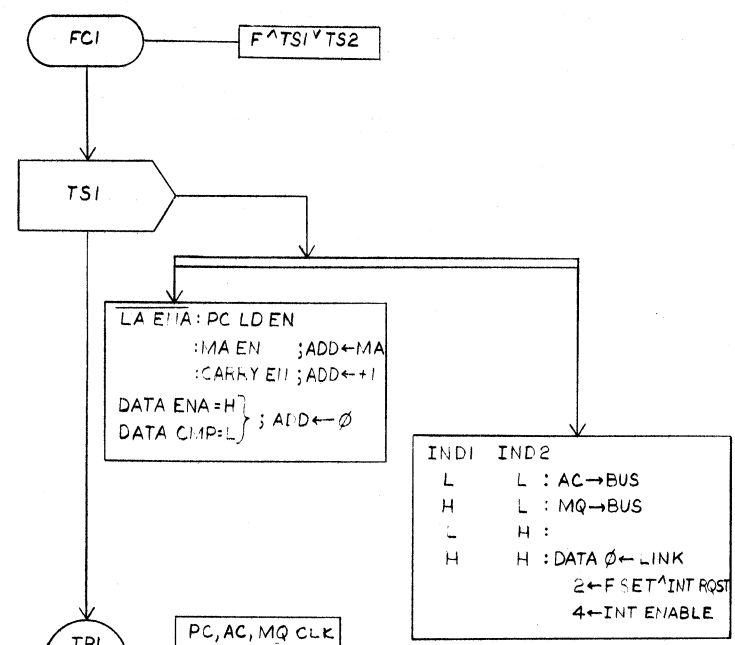 FC1
F^TS1 v TS2
TS1
LA ENA: PC LD EN
:MA EN ;ADD←MA
:CARRY EN ;ADD←+1
DATA ENA=H
DATA CMP=L} ; ADD←Ø
IND1 IND2
L L : AC→BUS
H L : MQ→BUS
L H :
H H : DATA Ø←LINK
2←F SET^INT RQST
4←INT ENABLE
TP1
PC, AC, MQ CLK